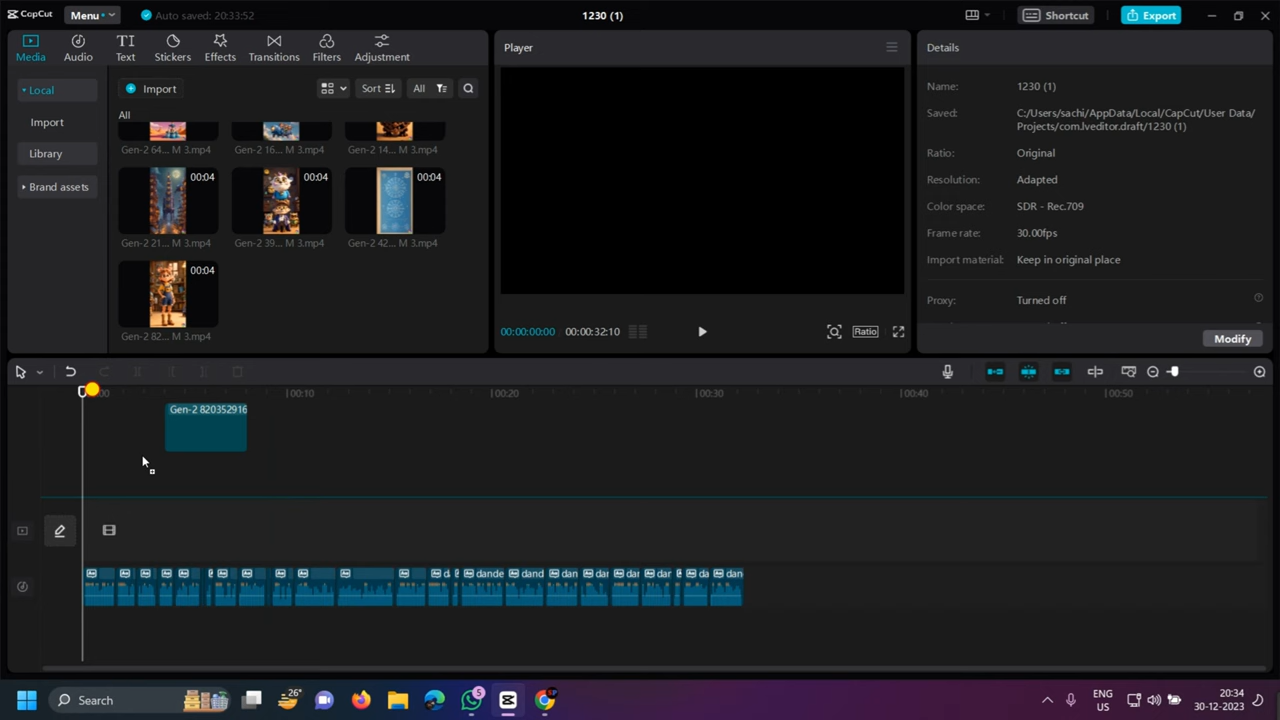 CapCut
Menu
Auto saved: 20:33:52
1230 (1)
Shortcut
Export
Media
Audio
Text
Stickers
Effects
Transitions
Filters
Adjustment
Local
Import
Library
Brand assets
Import
Sort
All
All
Gen-2 64... M 3.mp4
Gen-2 16... M 3.mp4
Gen-2 14... M 3.mp4
00:04
00:04
00:04
Gen-2 21... M 3.mp4
Gen-2 39... M 3.mp4
Gen-2 42... M 3.mp4
00:04
Gen-2 82... M 3.mp4
Player
00:00:00:00
00:00:32:10
Ratio
Details
Name: 1230 (1)
Saved: C:/Users/sachi/AppData/Local/CapCut/User Data/
Projects/com.lveditor.draft/1230 (1)
Ratio: Original
Resolution: Adapted
Color space: SDR - Rec.709
Frame rate: 30.00fps
Import material: Keep in original place
Proxy: Turned off
Modify
00:10
00:20
00:30
00:40
00:50
Gen-2 820352916
d dande dand dan dar dar dar da dan
Search
26°
5
ENG
US
20:34
30-12-2023